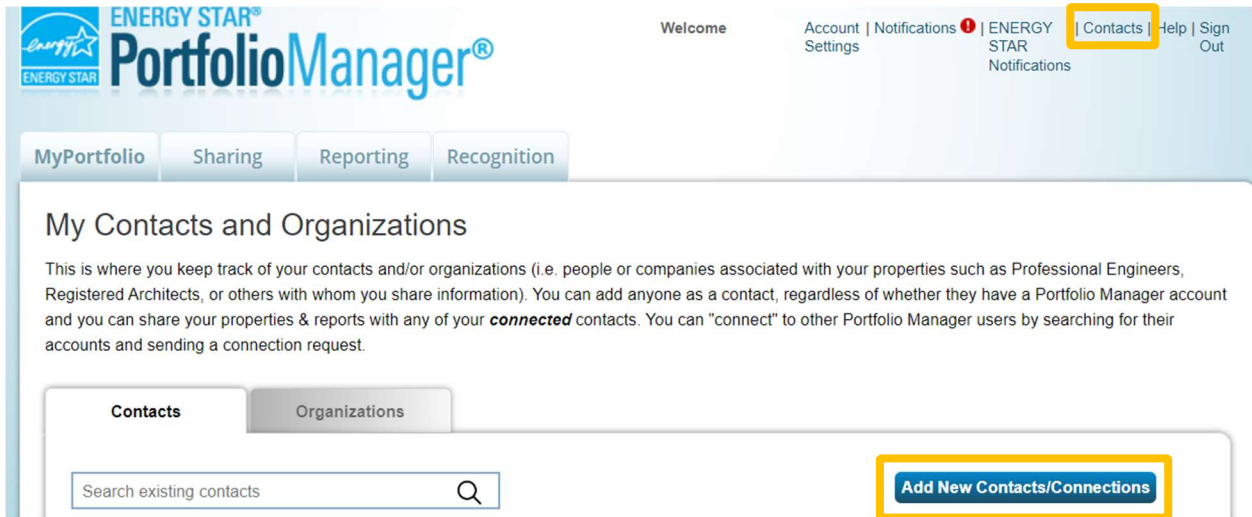 ENERGY STAR®
energy
ENERGY STAR
PortfolioManager®
Welcome
Account | Notifications | ENERGY | Contacts | Help | Sign
Settings STAR Out
Notifications
MyPortfolio Sharing Reporting Recognition
My Contacts and Organizations
This is where you keep track of your contacts and/or organizations (i.e. people or companies associated with your properties such as Professional Engineers,
Registered Architects, or others with whom you share information). You can add anyone as a contact, regardless of whether they have a Portfolio Manager account
and you can share your properties & reports with any of your connected contacts. You can "connect" to other Portfolio Manager users by searching for their
accounts and sending a connection request.
Contacts Organizations
Search existing contacts
Add New Contacts/Connections